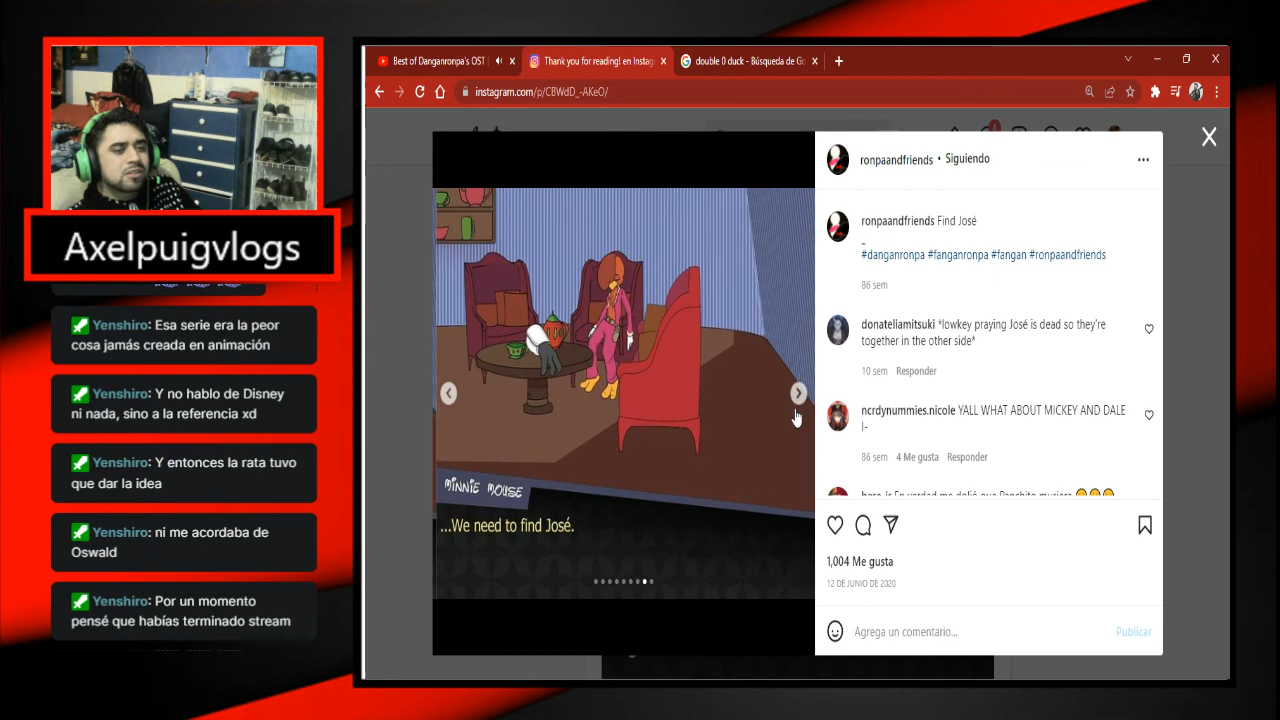 Axelpuigvlogs
Yenshiro: Esa serie era la peor
cosa jamás creada en animación
Yenshiro: Y no hablo de Disney
ni nada, sino a la referencia xd
Yenshiro: Y entonces la rata tuvo
que dar la idea
Yenshiro: ni me acordaba de
Oswald
Yenshiro: Por un momento
pensé que habías terminado stream
Best of Danganronpa's OST
Thank you for reading! en Instag
double 0 duck - Búsqueda de Go
instagram.com/p/CBWdD_-AKeO/
MINNIE MOUSE
...We need to find José.
ronpaandfriends • Siguiendo
ronpaandfriends Find José
_
#danganronpa #fanganronpa #fangan #ronpaandfriends
86 sem
donateliamitsuki *lowkey praying José is dead so they're
together in the other side*
10 sem Responder
ncrdynummies.nicole YALL WHAT ABOUT MICKEY AND DALE
I-
86 sem 4 Me gusta Responder
1,004 Me gusta
12 DE JUNIO DE 2020
Agrega un comentario...
Publicar